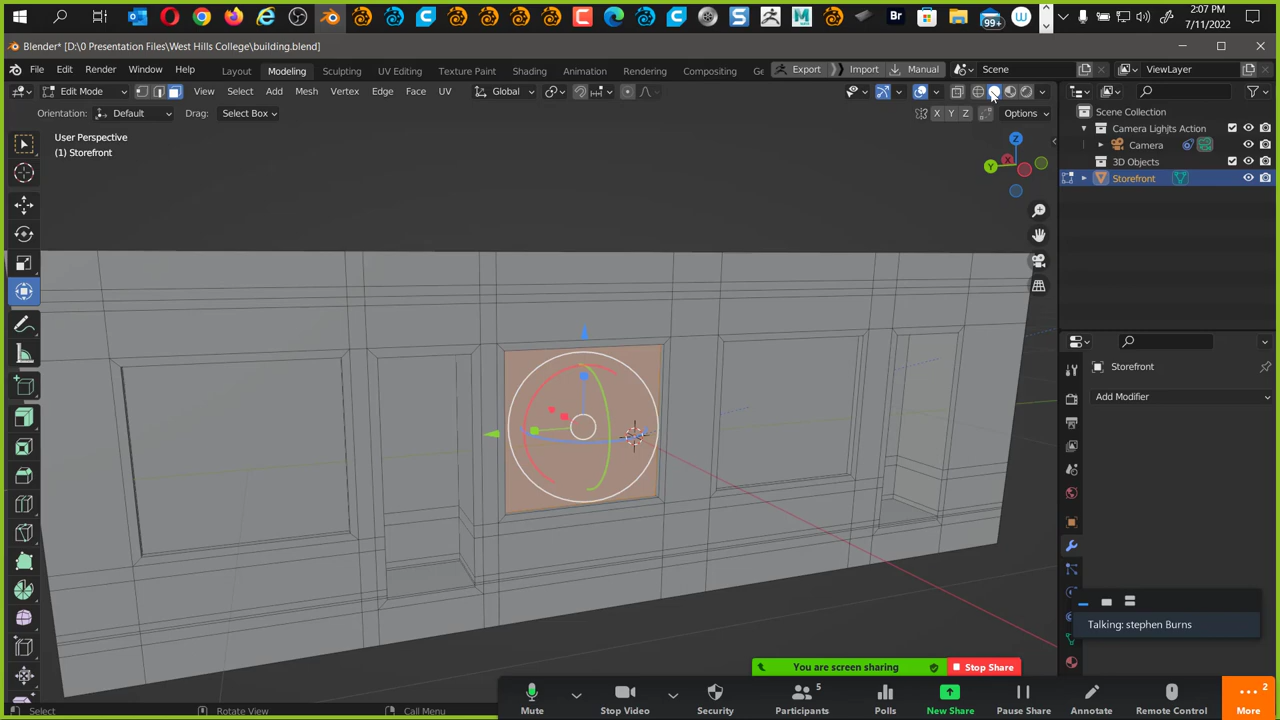 2:07 PM
7/11/2022
99+
Blender* [D:\0 Presentation Files\West Hills College\building.blend]
File Edit Render Window Help Layout Modeling Sculpting UV Editing Texture Paint Shading Animation Rendering Compositing Ge Export Import Manual Scene ViewLayer
Edit Mode View Select Add Mesh Vertex Edge Face UV Global
Orientation: Default Drag: Select Box X Y Z Options
User Perspective
(1) Storefront
Z
Y
X
Scene Collection
Camera Lights Action
Camera
3D Objects
Storefront
Storefront
Add Modifier
Talking: stephen Burns
You are screen sharing Stop Share
5
2
Mute Stop Video Security Participants Polls New Share Pause Share Annotate Remote Control More
Select Rotate View Call Menu